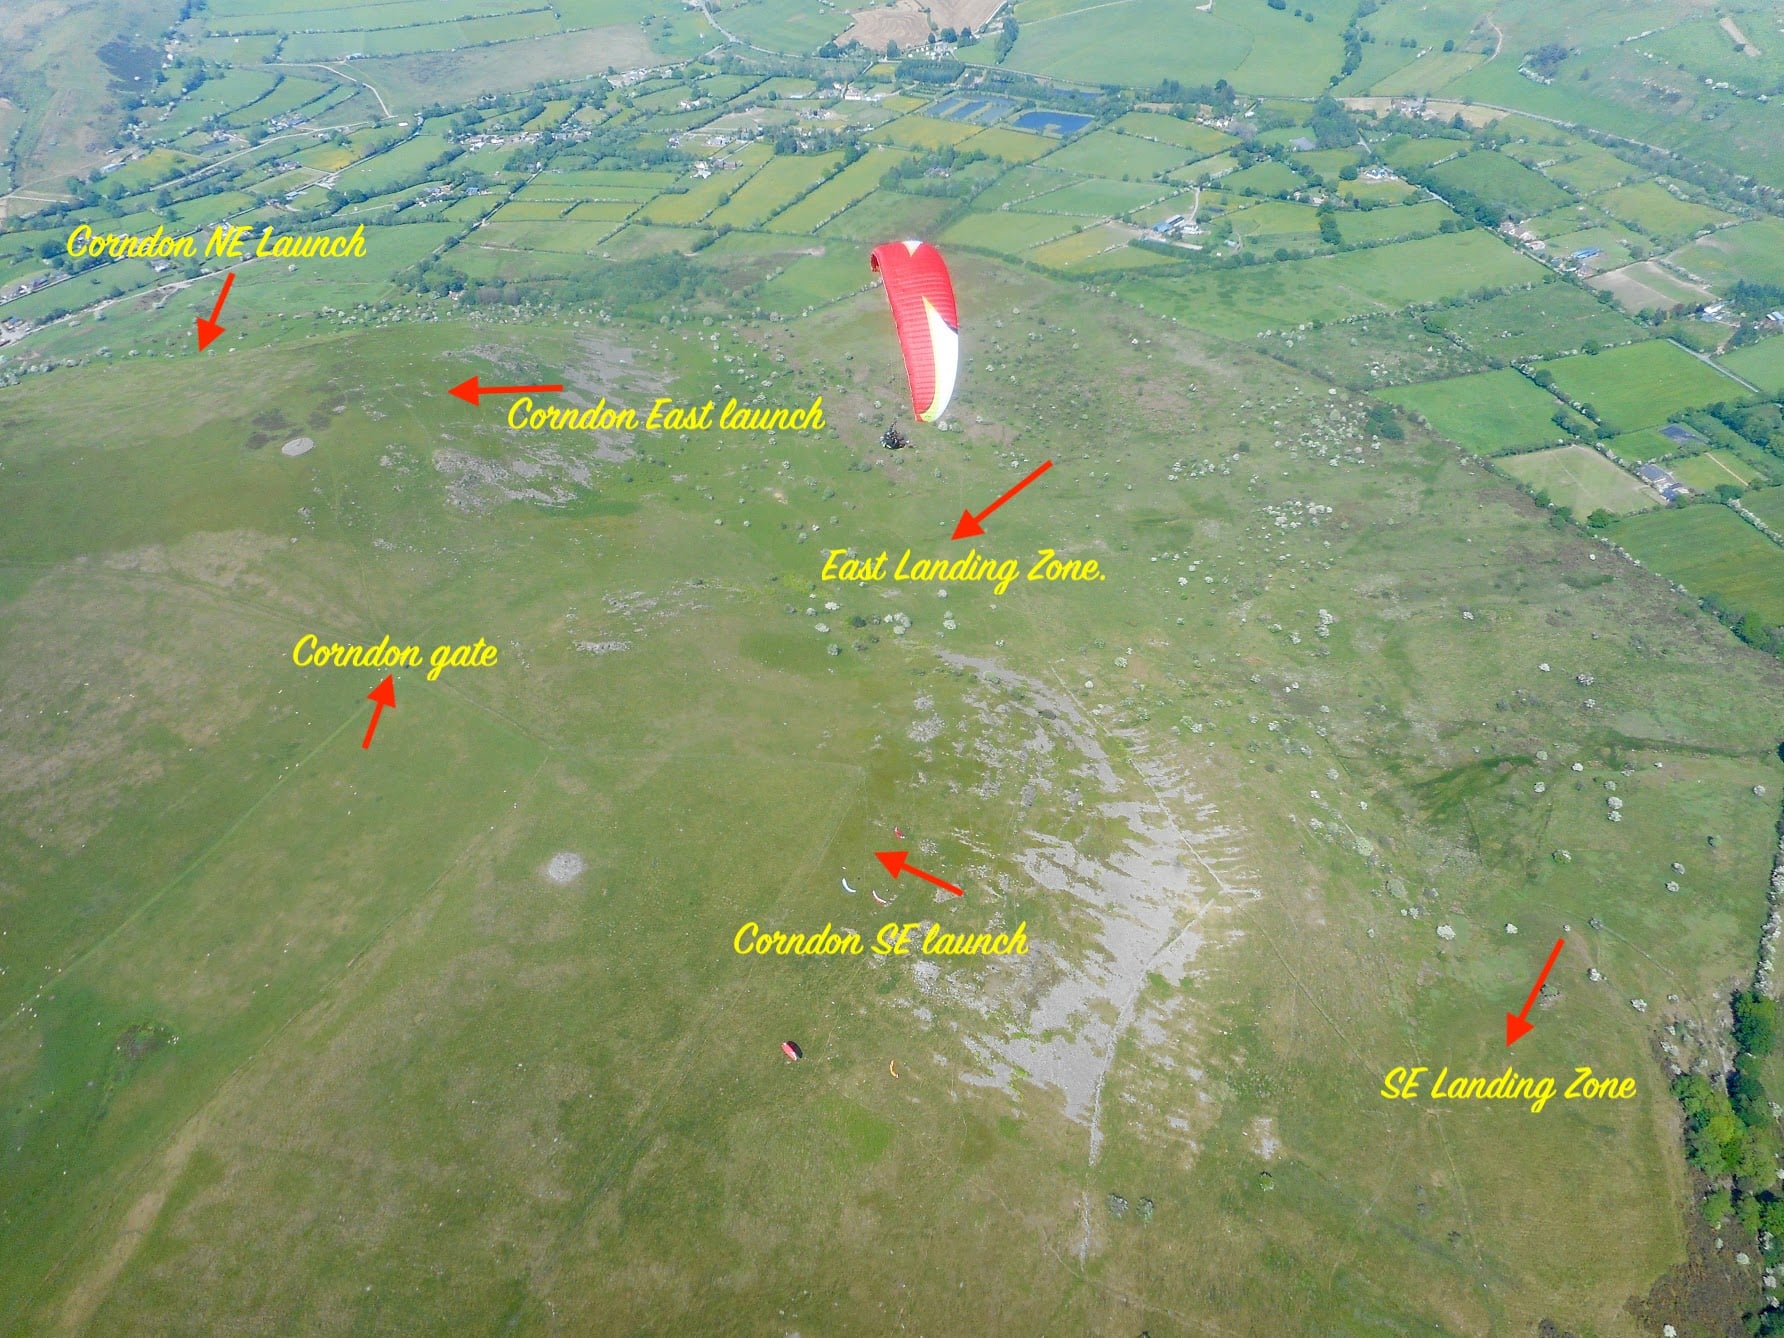 Corndon NE Launch
Corndon East launch
East Landing Zone.
Corndon gate
Corndon SE launch
SE Landing Zone